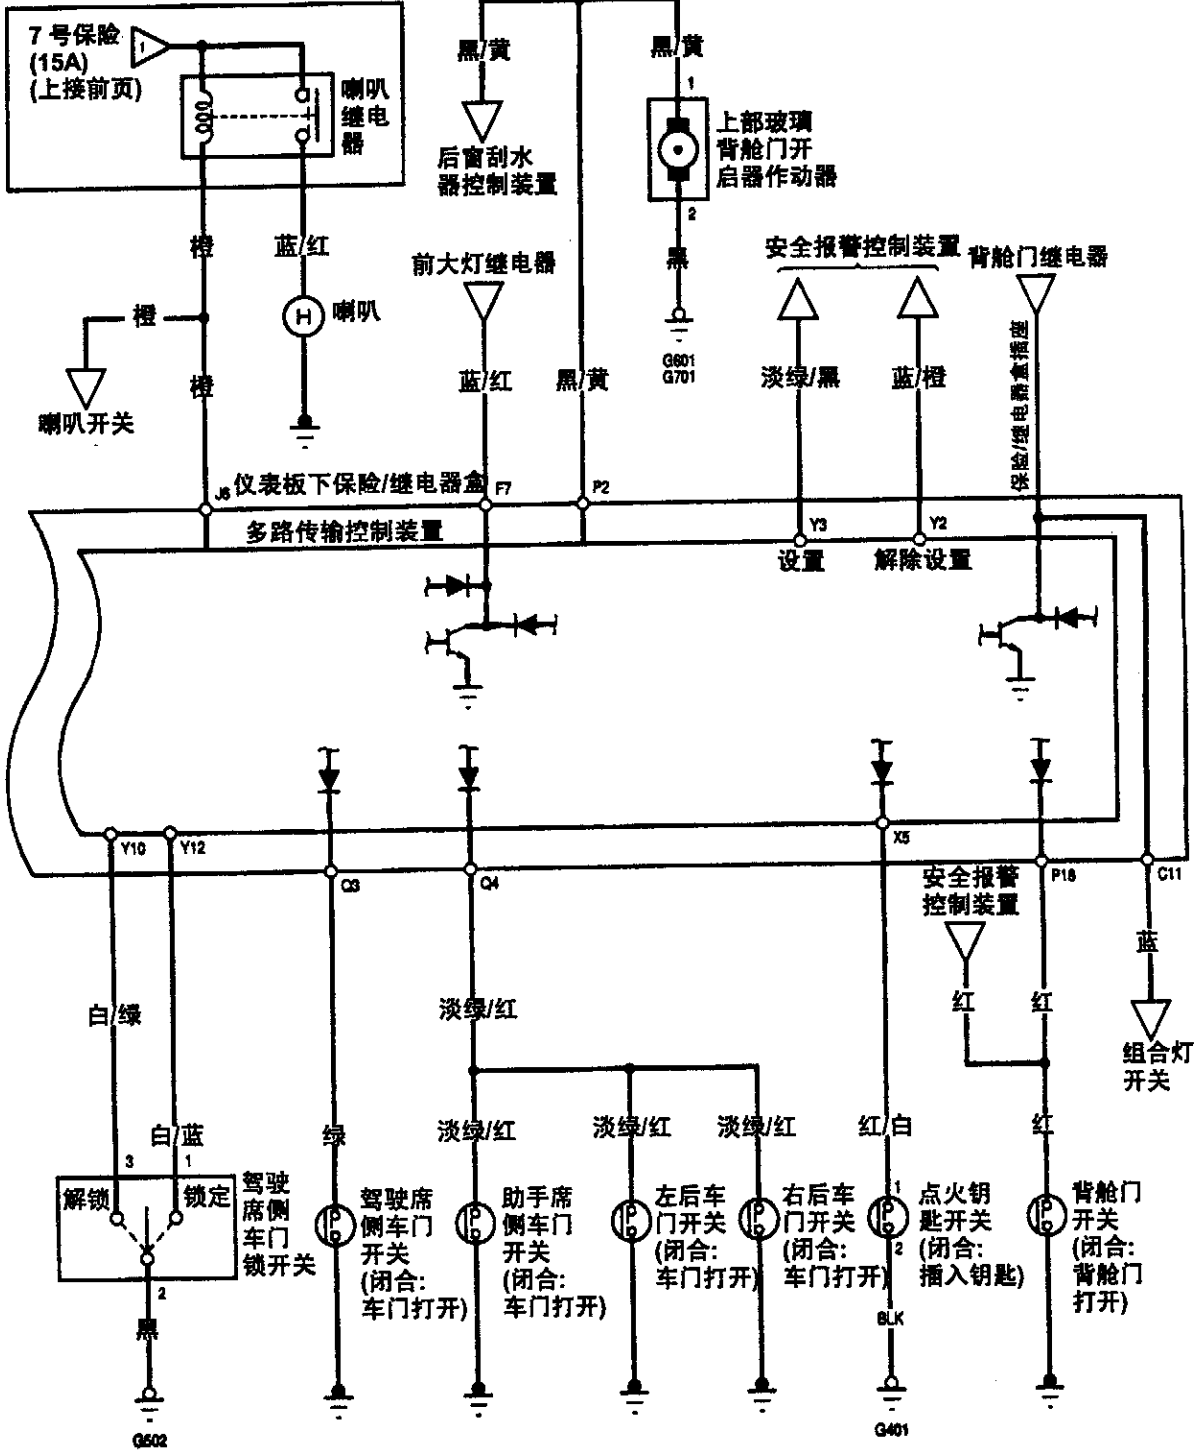 7 号保险
(15A)
(上接前页)
1
喇叭
继电
器
橙
蓝/红
橙
喇叭
橙
喇叭开关
黑/黄
后窗刮水
器控制装置
黑/黄
1
上部玻璃
背舱门开
启器作动器
2
黑
G601
G701
前大灯继电器
蓝/红
黑/黄
安全报警控制装置
淡绿/黑
蓝/橙
背舱门继电器
保险/继电器盒插座
J6
仪表板下保险/继电器盒
F7
P2
多路传输控制装置
Y3
设置
Y2
解除设置
Y10
Y12
Q3
Q4
X5
安全报警
控制装置
P18
C11
白/绿
淡绿/红
红
红
蓝
组合灯
开关
白/蓝
绿
淡绿/红
淡绿/红
淡绿/红
红/白
红
3
1
解锁
锁定
驾驶
席侧
车门
锁开关
2
黑
G502
驾驶席
侧车门
开关
(闭合:
车门打开)
助手席
侧车门
开关
(闭合:
车门打开)
左后车
门开关
(闭合:
车门打开)
右后车
门开关
(闭合:
车门打开)
1
点火钥
匙开关
(闭合:
插入钥匙)
2
BLK
G401
背舱门
开关
(闭合:
背舱门
打开)
H